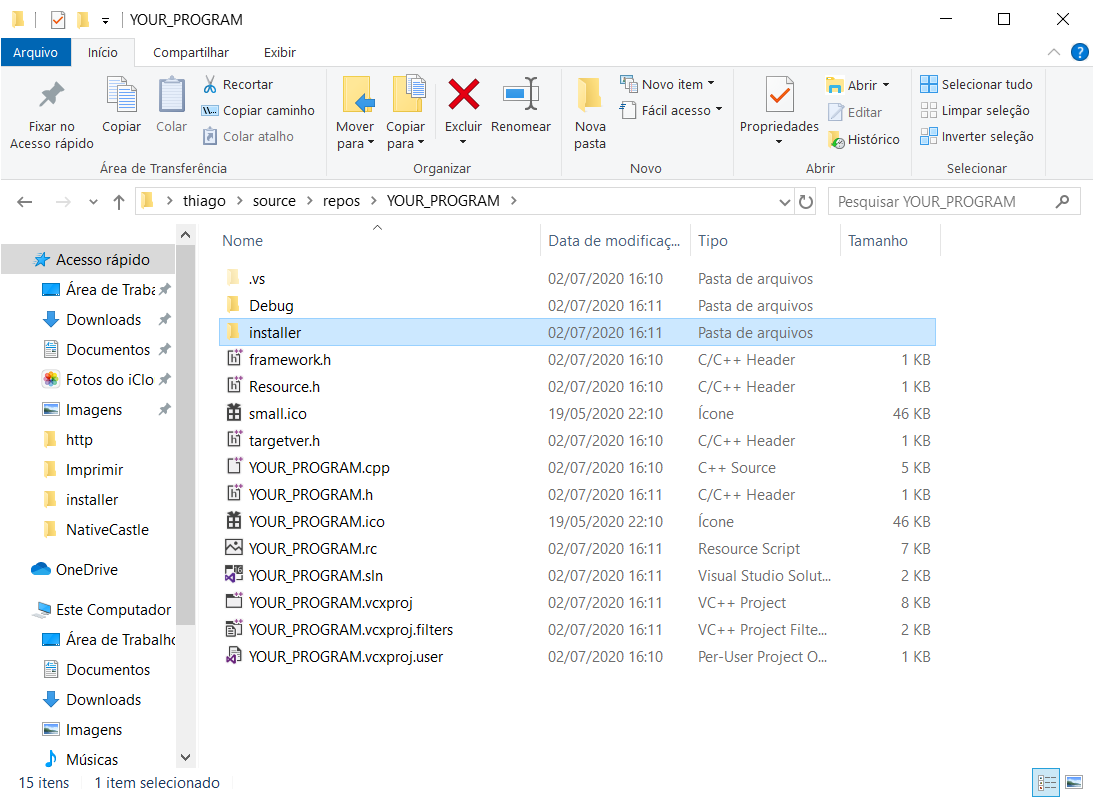 YOUR_PROGRAM
Arquivo Início Compartilhar Exibir
Fixar no
Acesso rápido
Copiar
Colar
Recortar
Copiar caminho
Colar atalho
Área de Transferência
Mover
para
Copiar
para
Excluir
Renomear
Organizar
Nova
pasta
Novo item
Fácil acesso
Novo
Propriedades
Abrir
Editar
Histórico
Abrir
Selecionar tudo
Limpar seleção
Inverter seleção
Selecionar
thiago > source > repos > YOUR_PROGRAM >
Pesquisar YOUR_PROGRAM
Acesso rápido
Área de Traba
Downloads
Documentos
Fotos do iClo
Imagens
http
Imprimir
installer
NativeCastle
OneDrive
Este Computador
Área de Trabalho
Documentos
Downloads
Imagens
Músicas
Nome Data de modificaç... Tipo Tamanho
.vs 02/07/2020 16:10 Pasta de arquivos
Debug 02/07/2020 16:11 Pasta de arquivos
installer 02/07/2020 16:11 Pasta de arquivos
framework.h 02/07/2020 16:10 C/C++ Header 1 KB
Resource.h 02/07/2020 16:10 C/C++ Header 1 KB
small.ico 19/05/2020 22:10 Ícone 46 KB
targetver.h 02/07/2020 16:10 C/C++ Header 1 KB
YOUR_PROGRAM.cpp 02/07/2020 16:10 C++ Source 5 KB
YOUR_PROGRAM.h 02/07/2020 16:11 C/C++ Header 1 KB
YOUR_PROGRAM.ico 19/05/2020 22:10 Ícone 46 KB
YOUR_PROGRAM.rc 02/07/2020 16:11 Resource Script 7 KB
YOUR_PROGRAM.sln 02/07/2020 16:11 Visual Studio Solut... 2 KB
YOUR_PROGRAM.vcxproj 02/07/2020 16:11 VC++ Project 8 KB
YOUR_PROGRAM.vcxproj.filters 02/07/2020 16:11 VC++ Project Filte... 2 KB
YOUR_PROGRAM.vcxproj.user 02/07/2020 16:10 Per-User Project O... 1 KB
15 itens 1 item selecionado